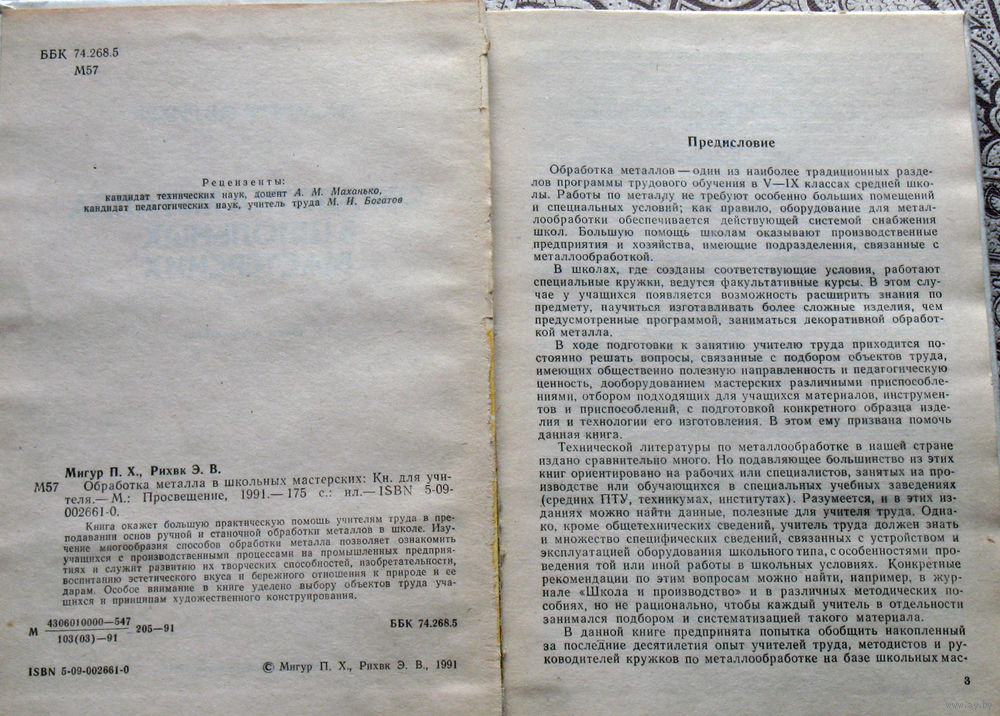 ББК 74.268.5
М57
Рецензенты:
кандидат технических наук, доцент А. М. Маханько,
кандидат педагогических наук, учитель труда М. И. Богатов
Мигур П. Х., Рихвк Э. В.
М57 Обработка металла в школьных мастерских: Кн. для учи-
теля.— М.: Просвещение, 1991.— 175 с.: ил.— ISBN 5-09-
002661-0.
Книга окажет большую практическую помощь учителям труда в пре-
подавании основ ручной и станочной обработки металлов в школе. Изу-
чение многообразия способов обработки металла позволяет ознакомить
учащихся с производственными процессами на промышленных предприя-
тиях и служит развитию их творческих способностей, изобретательности,
воспитанию эстетического вкуса и бережного отношения к природе и ее
дарам. Особое внимание в книге уделено выбору объектов труда уча-
щихся и принципам художественного конструирования.
М 4306010000—547
103(03)—91 205—91
ББК 74.268.5
ISBN 5-09-002661-0
© Мигур П. Х., Рихвк Э. В., 1991
Предисловие
Обработка металлов — один из наиболее традиционных разде-
лов программы трудового обучения в V—IX классах средней шко-
лы. Работы по металлу не требуют особенно больших помещений
и специальных условий; как правило, оборудование для метал-
лообработки обеспечивается действующей системой снабжения
школ. Большую помощь школам оказывают производственные
предприятия и хозяйства, имеющие подразделения, связанные с
металлообработкой.
В школах, где созданы соответствующие условия, работают
специальные кружки, ведутся факультативные курсы. В этом слу-
чае у учащихся появляется возможность расширить знания по
предмету, научиться изготавливать более сложные изделия, чем
предусмотренные программой, заниматься декоративной обработ-
кой металла.
В ходе подготовки к занятию учителю труда приходится по-
стоянно решать вопросы, связанные с подбором объектов труда,
имеющих общественно полезную направленность и педагогическую
ценность, дооборудованием мастерских различными приспособле-
ниями, отбором подходящих для учащихся материалов, инструмен-
тов и приспособлений, с подготовкой конкретного образца изде-
лия и технологии его изготовления. В этом ему призвана помочь
данная книга.
Технической литературы по металлообработке в нашей стране
издано сравнительно много. Но подавляющее большинство из этих
книг ориентировано на рабочих или специалистов, занятых на про-
изводстве или обучающихся в специальных учебных заведениях
(средних ПТУ, техникумах, институтах). Разумеется, и в этих из-
даниях можно найти данные, полезные для учителя труда. Одна-
ко, кроме общетехнических сведений, учитель труда должен знать
и множество специфических сведений, связанных с устройством и
эксплуатацией оборудования школьного типа, с особенностями про-
ведения той или иной работы в школьных условиях. Конкретные
рекомендации по этим вопросам можно найти, например, в жур-
нале «Школа и производство» и в различных методических по-
собиях, но не рационально, чтобы каждый учитель в отдельности
занимался подбором и систематизацией такого материала.
В данной книге предпринята попытка обобщить накопленный
за последние десятилетия опыт учителей труда, методистов и ру-
ководителей кружков по металлообработке на базе школьных мас-
3
www.ay.by